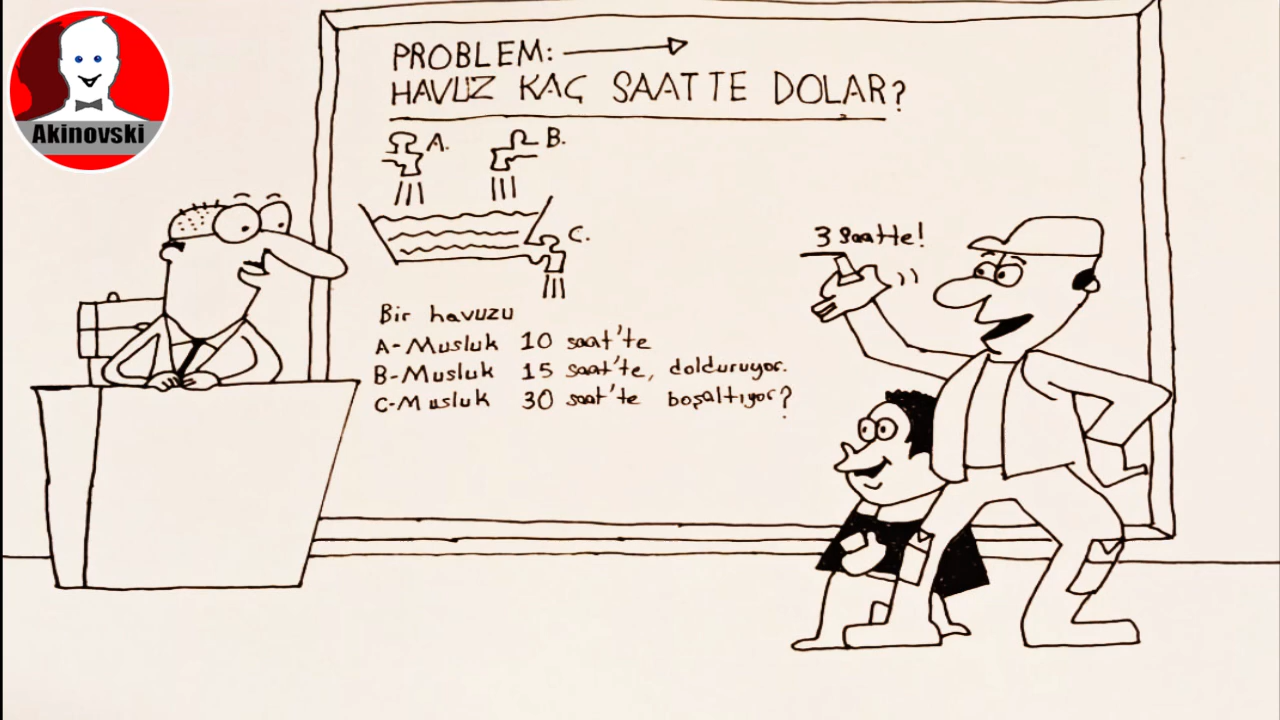 Akinovski
PROBLEM:
HAVUZ KAÇ SAATTE DOLAR?
A.
B.
C.
3 saatte!
Bir havuzu
A-Musluk 10 saat'te
B-Musluk 15 saat'te, dolduruyor.
C-Musluk 30 saat'te boşaltıyor?